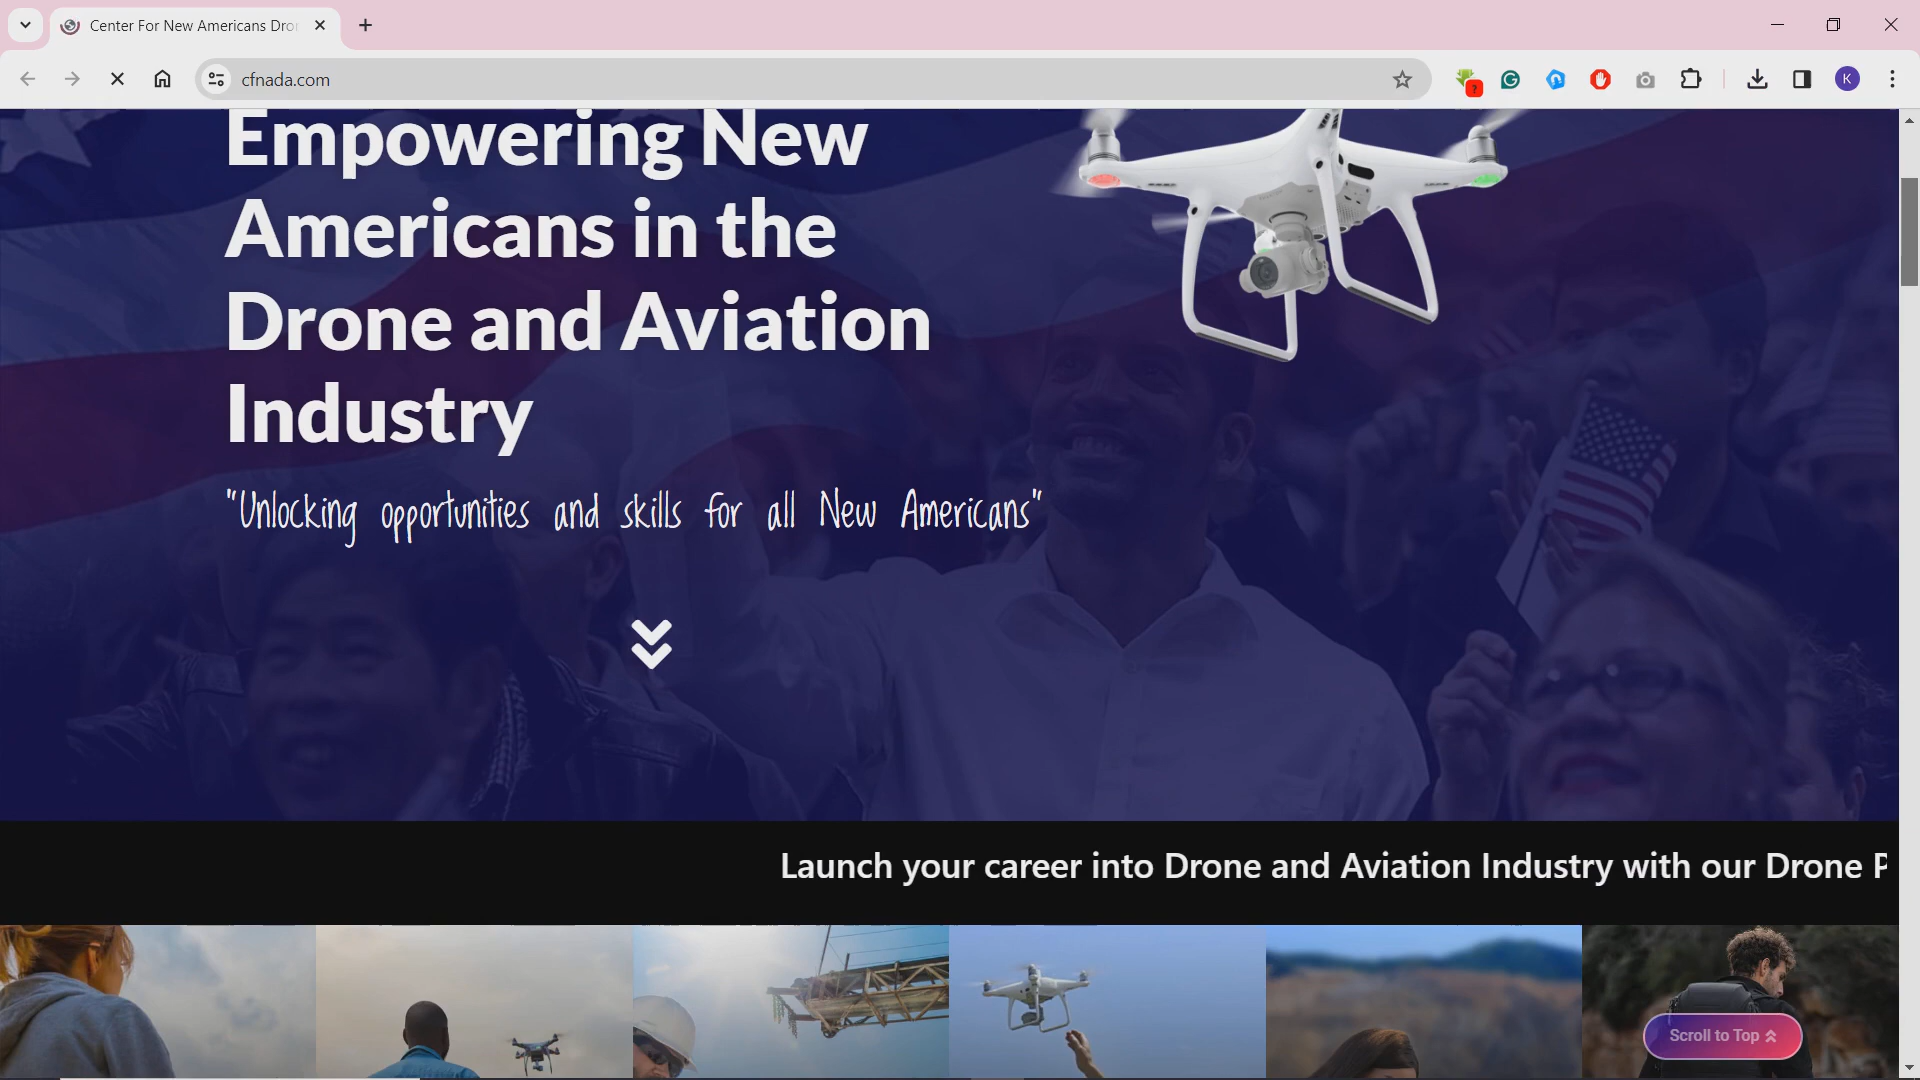 Center For New Americans Dro
cfnada.com
?
K
Empowering New
Americans in the
Drone and Aviation
Industry
"Unlocking opportunities and skills for all New Americans"
Launch your career into Drone and Aviation Industry with our Drone P
Scroll to Top